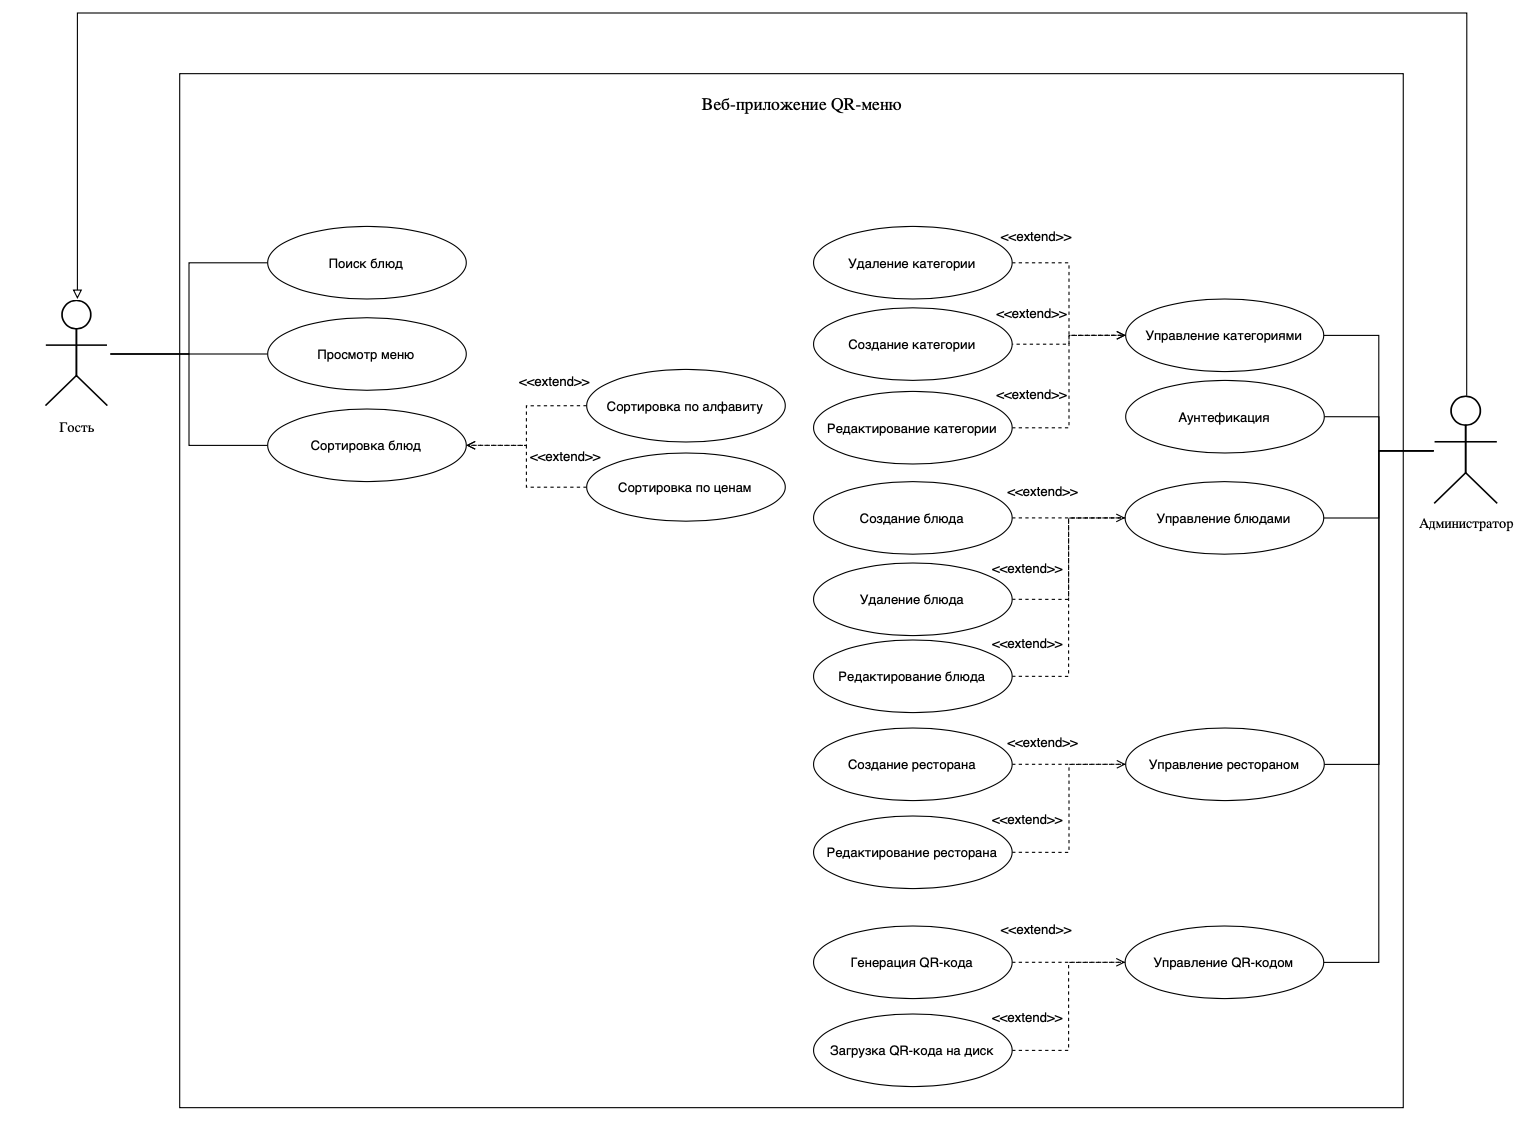 Веб-приложение QR-меню
Гость
Поиск блюд
Просмотр меню
Сортировка блюд
<<extend>>
Сортировка по алфавиту
<<extend>>
Сортировка по ценам
Удаление категории
<<extend>>
Создание категории
<<extend>>
Редактирование категории
<<extend>>
Управление категориями
Аунтефикация
Создание блюда
<<extend>>
Управление блюдами
Удаление блюда
<<extend>>
Редактирование блюда
<<extend>>
Создание ресторана
<<extend>>
Управление рестораном
Редактирование ресторана
<<extend>>
Генерация QR-кода
<<extend>>
Управление QR-кодом
Загрузка QR-кода на диск
<<extend>>
Администратор